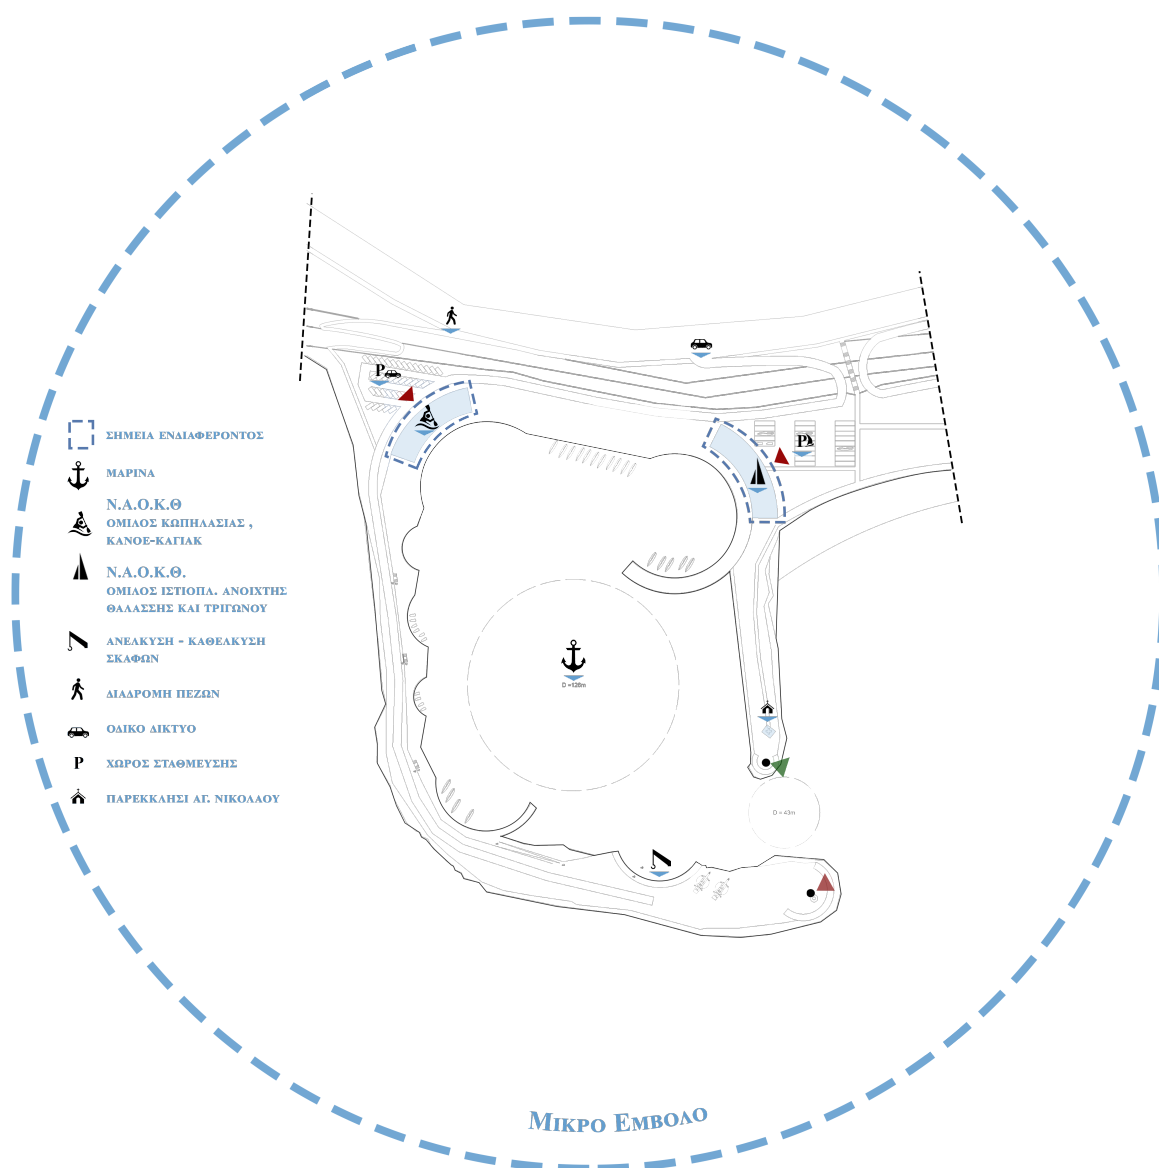 P
P
ΣΗΜΕΙΑ ΕΝΔΙΑΦΕΡΟΝΤΟΣ
ΜΑΡΙΝΑ
Ν.Α.Ο.Κ.Θ
ΟΜΙΛΟΣ ΚΩΠΗΛΑΣΙΑΣ ,
ΚΑΝΟΕ-ΚΑΓΙΑΚ
Ν.Α.Ο.Κ.Θ.
ΟΜΙΛΟΣ ΙΣΤΙΟΠΛ. ΑΝΟΙΧΤΗΣ
ΘΑΛΑΣΣΗΣ ΚΑΙ ΤΡΙΓΩΝΟΥ
ΑΝΕΛΚΥΣΗ - ΚΑΘΕΛΚΥΣΗ
ΣΚΑΦΩΝ
ΔΙΑΔΡΟΜΗ ΠΕΖΩΝ
ΟΔΙΚΟ ΔΙΚΤΥΟ
P ΧΩΡΟΣ ΣΤΑΘΜΕΥΣΗΣ
ΠΑΡΕΚΚΛΗΣΙ ΑΓ. ΝΙΚΟΛΑΟΥ
D =126m
D = 43m
ΜΙΚΡΟ ΕΜΒΟΛΟ